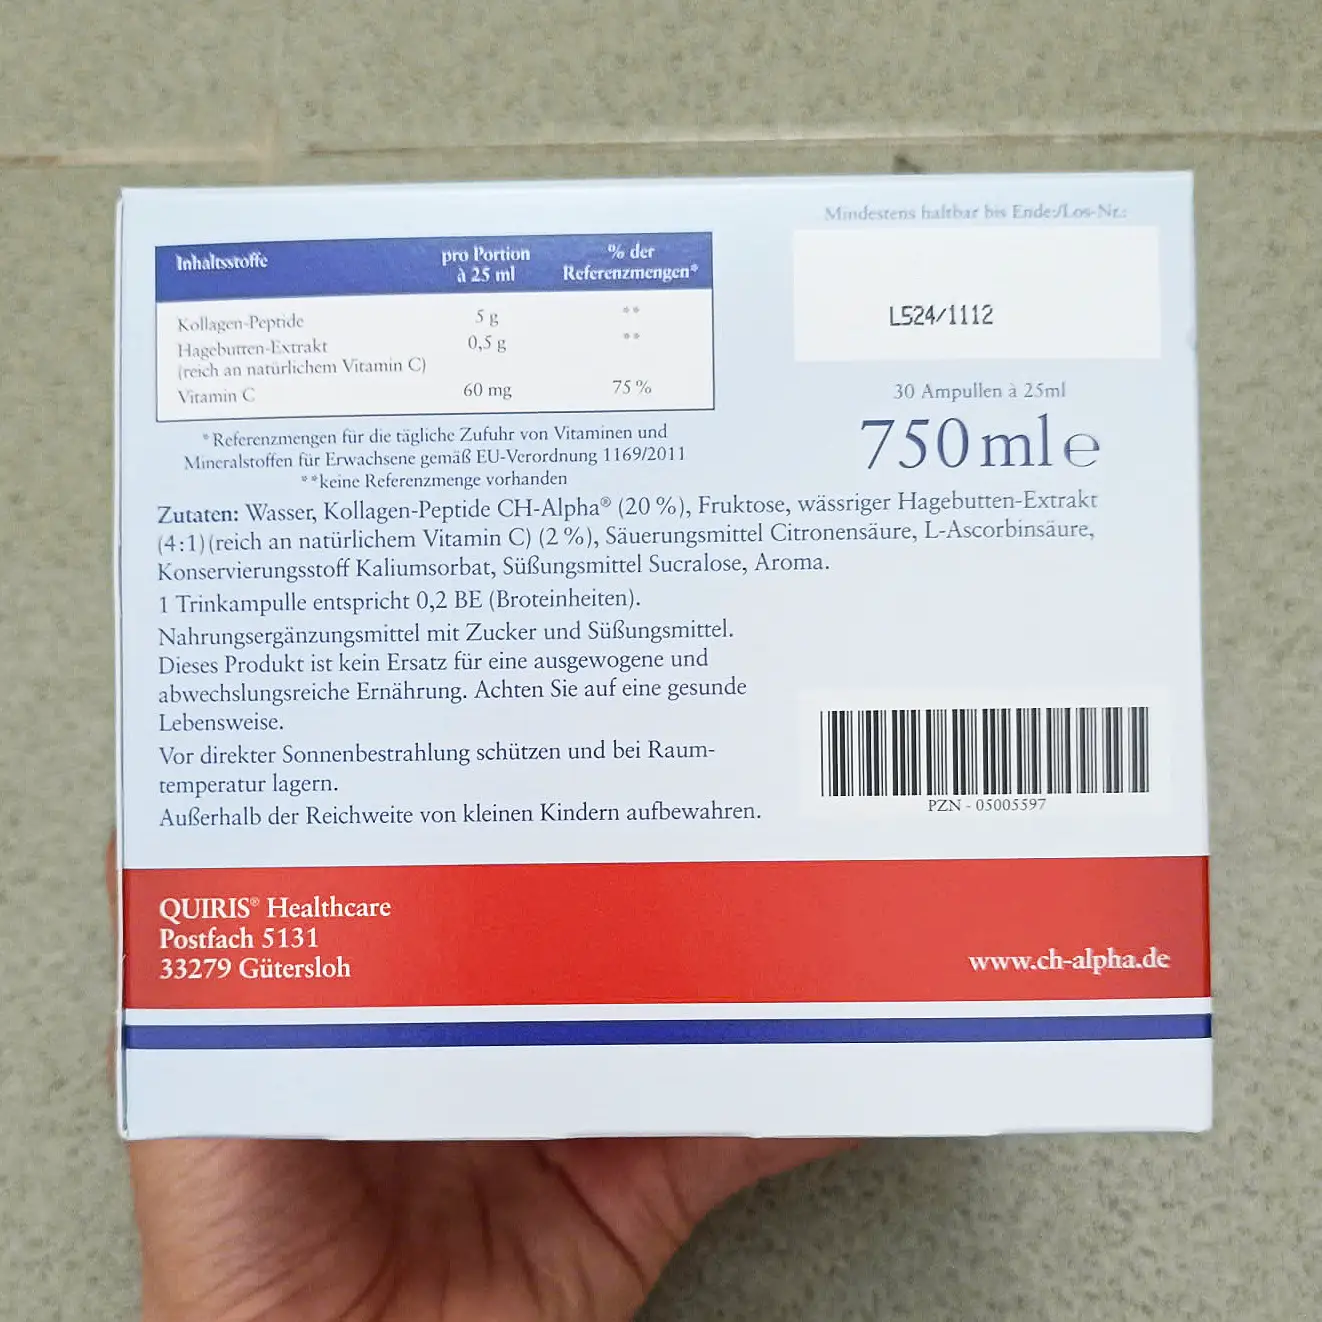 Mindestens haltbar bis Ende:/Los-Nr.:
L524/1112
30 Ampullen à 25ml
750 ml e
Inhaltsstoffe pro Portion à 25 ml % der Referenzmengen*
Kollagen-Peptide 5 g **
Hagebutten-Extrakt 0,5 g **
(reich an natürlichem Vitamin C)
Vitamin C 60 mg 75 %
*Referenzmengen für die tägliche Zufuhr von Vitaminen und
Mineralstoffen für Erwachsene gemäß EU-Verordnung 1169/2011
**keine Referenzmenge vorhanden
Zutaten: Wasser, Kollagen-Peptide CH-Alpha® (20 %), Fruktose, wässriger Hagebutten-Extrakt
(4:1) (reich an natürlichem Vitamin C) (2 %), Säuerungsmittel Citronensäure, L-Ascorbinsäure,
Konservierungsstoff Kaliumsorbat, Süßungsmittel Sucralose, Aroma.
1 Trinkampulle entspricht 0,2 BE (Broteinheiten).
Nahrungsergänzungsmittel mit Zucker und Süßungsmittel.
Dieses Produkt ist kein Ersatz für eine ausgewogene und
abwechslungsreiche Ernährung. Achten Sie auf eine gesunde
Lebensweise.
Vor direkter Sonnenbestrahlung schützen und bei Raum-
temperatur lagern.
Außerhalb der Reichweite von kleinen Kindern aufbewahren.
PZN - 05005597
QUIRIS® Healthcare
Postfach 5131
33279 Gütersloh
www.ch-alpha.de